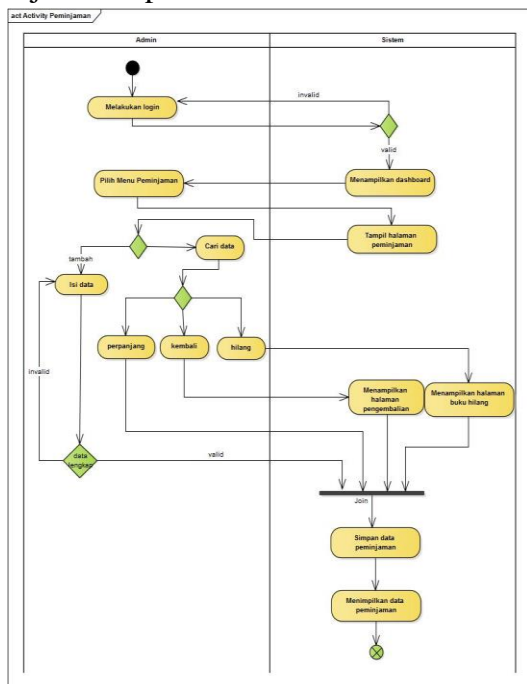 act Activity Peminjaman
Admin
Sistem
invalid
Melakukan login
valid
Pilih Menu Peminjaman
Menampilkan dashboard
Tampil halaman
peminjaman
Cari data
tambah
Isi data
perpanjang
kembali
hilang
invalid
Menampilkan
halaman
pengembalian
Menampilkan halaman
buku hilang
data
lengkap
valid
Join
Simpan data
peminjaman
Menimpilkan data
peminjaman